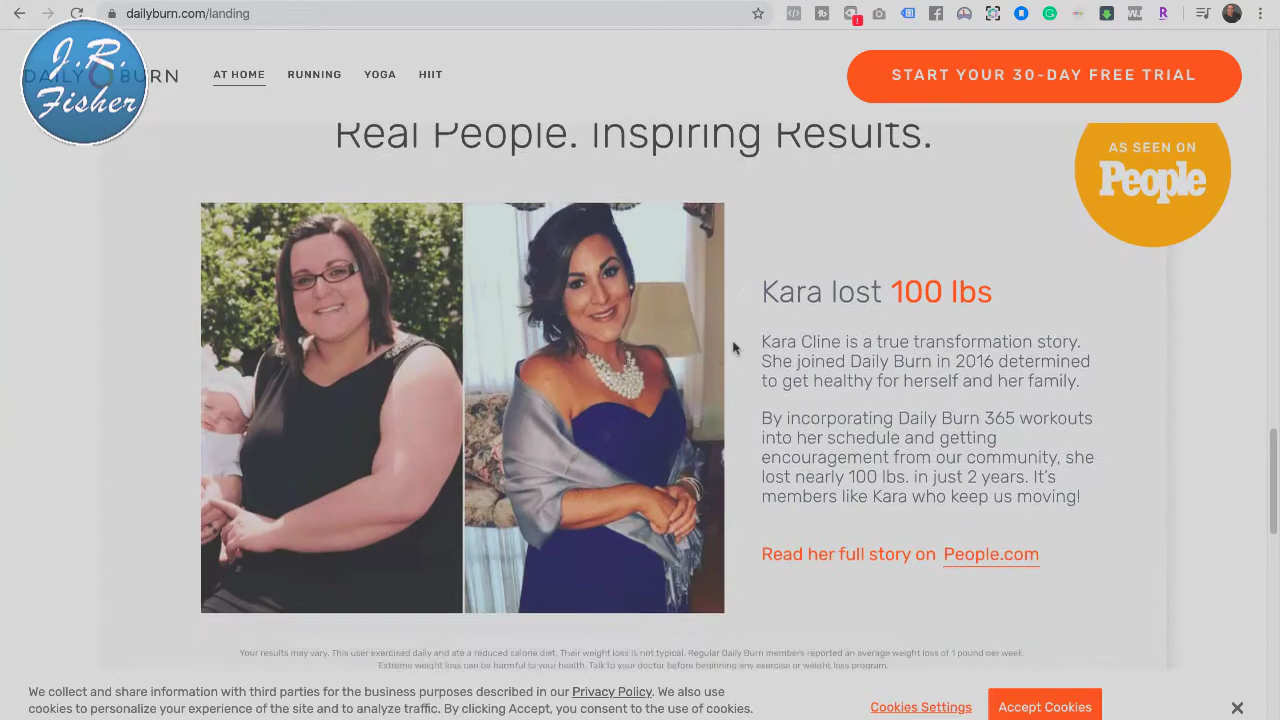 dailyburn.com/landing
J.R.
Fisher
DAILY BURN
AT HOME
RUNNING
YOGA
HIIT
START YOUR 30-DAY FREE TRIAL
Real People. Inspiring Results.
AS SEEN ON
People
Kara lost 100 lbs
Kara Cline is a true transformation story.
She joined Daily Burn in 2016 determined
to get healthy for herself and her family.
By incorporating Daily Burn 365 workouts
into her schedule and getting
encouragement from our community, she
lost nearly 100 lbs. in just 2 years. It's
members like Kara who keep us moving!
Read her full story on People.com
Your results may vary. This user exercised daily and ate a reduced calorie diet. Their weight loss is not typical. Regular Daily Burn members reported an average weight loss of 1 pound per week.
Extreme weight loss can be harmful to your health. Talk to your doctor before beginning any exercise or weight loss program.
We collect and share information with third parties for the business purposes described in our Privacy Policy. We also use
cookies to personalize your experience of the site and to analyze traffic. By clicking Accept, you consent to the use of cookies.
Cookies Settings
Accept Cookies